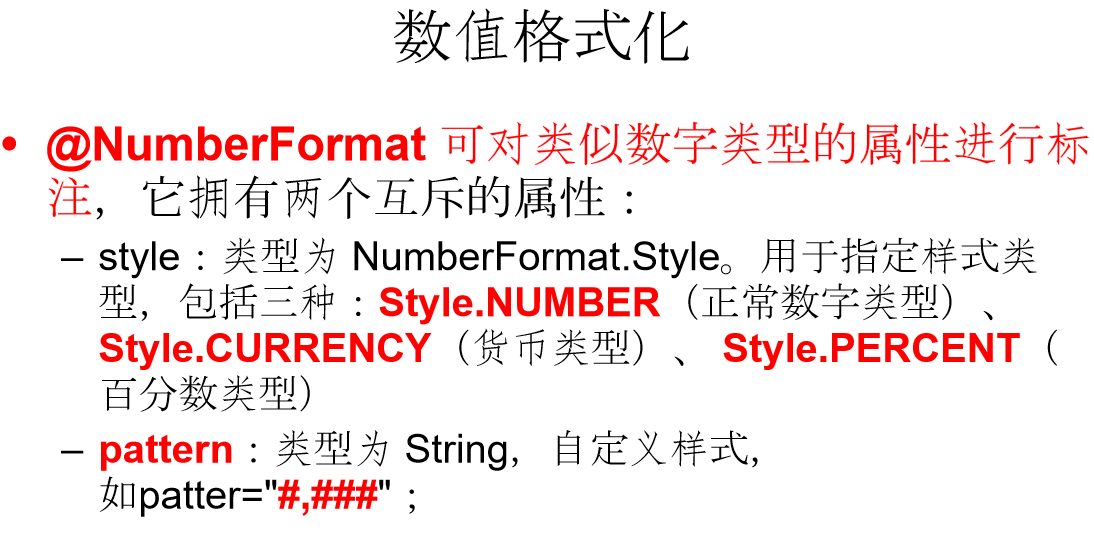 数值格式化
• @NumberFormat 可对类似数字类型的属性进行标
注，它拥有两个互斥的属性：
– style：类型为 NumberFormat.Style。用于指定样式类
型，包括三种：Style.NUMBER（正常数字类型）、
Style.CURRENCY（货币类型）、 Style.PERCENT（
百分数类型）
– pattern：类型为 String，自定义样式，
如patter="#,###"；